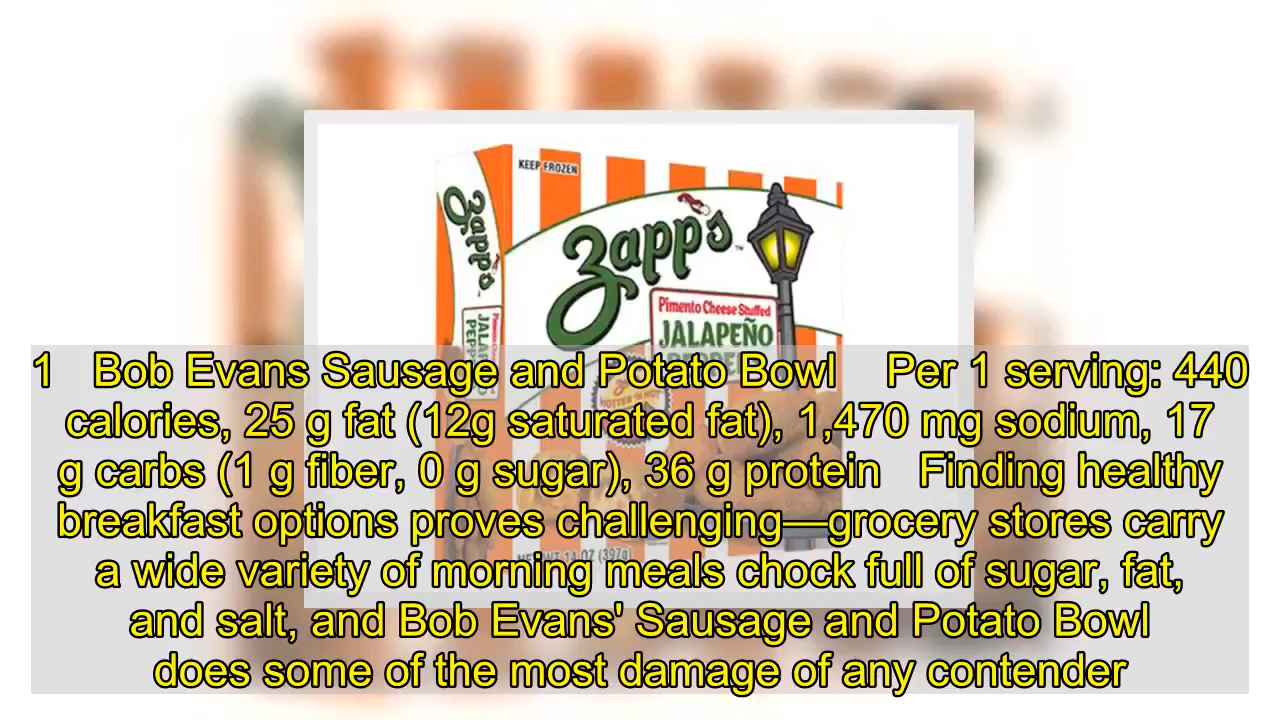 KEEP FROZEN
Zapp's
Zapp's
Pimento Cheese Stuffed
JALAPEÑO
1 Bob Evans Sausage and Potato Bowl Per 1 serving: 440
calories, 25 g fat (12g saturated fat), 1,470 mg sodium, 17
g carbs (1 g fiber, 0 g sugar), 36 g protein Finding healthy
breakfast options proves challenging—grocery stores carry
a wide variety of morning meals chock full of sugar, fat,
and salt, and Bob Evans' Sausage and Potato Bowl
does some of the most damage of any contender